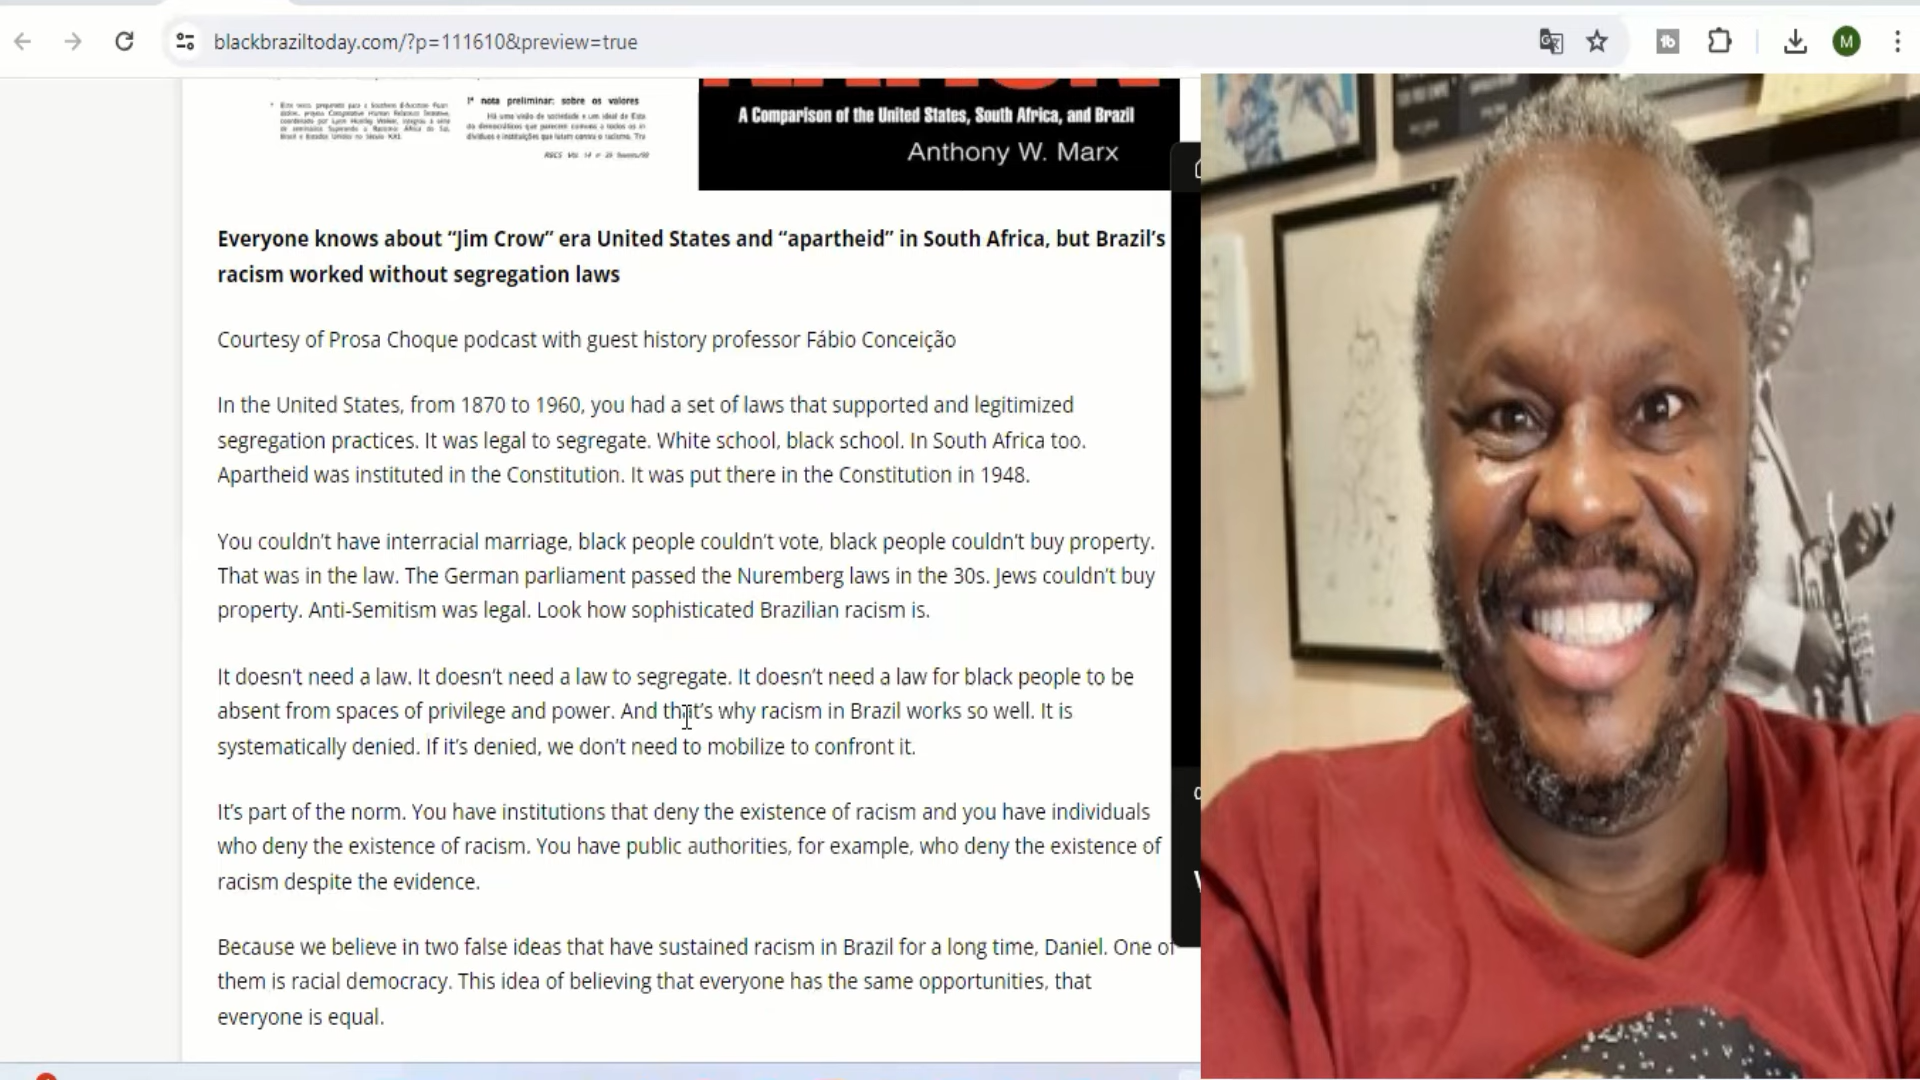 blackbraziltoday.com/?p=111610&preview=true
M
1ª nota preliminar: sobre os valores
A Comparison of the United States, South Africa, and Brazil
Anthony W. Marx
Everyone knows about “Jim Crow” era United States and “apartheid” in South Africa, but Brazil’s
racism worked without segregation laws
Courtesy of Prosa Choque podcast with guest history professor Fábio Conceição
In the United States, from 1870 to 1960, you had a set of laws that supported and legitimized
segregation practices. It was legal to segregate. White school, black school. In South Africa too.
Apartheid was instituted in the Constitution. It was put there in the Constitution in 1948.
You couldn’t have interracial marriage, black people couldn’t vote, black people couldn’t buy property.
That was in the law. The German parliament passed the Nuremberg laws in the 30s. Jews couldn’t buy
property. Anti-Semitism was legal. Look how sophisticated Brazilian racism is.
It doesn’t need a law. It doesn’t need a law to segregate. It doesn’t need a law for black people to be
absent from spaces of privilege and power. And that’s why racism in Brazil works so well. It is
systematically denied. If it’s denied, we don’t need to mobilize to confront it.
It’s part of the norm. You have institutions that deny the existence of racism and you have individuals
who deny the existence of racism. You have public authorities, for example, who deny the existence of
racism despite the evidence.
Because we believe in two false ideas that have sustained racism in Brazil for a long time, Daniel. One of
them is racial democracy. This idea of believing that everyone has the same opportunities, that
everyone is equal.